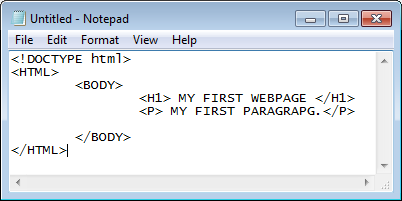 Untitled - Notepad
File Edit Format View Help
<!DOCTYPE html>
<HTML>
<BODY>
<H1> MY FIRST WEBPAGE </H1>
<P> MY FIRST PARAGRAPG.</P>
</BODY>
</HTML>